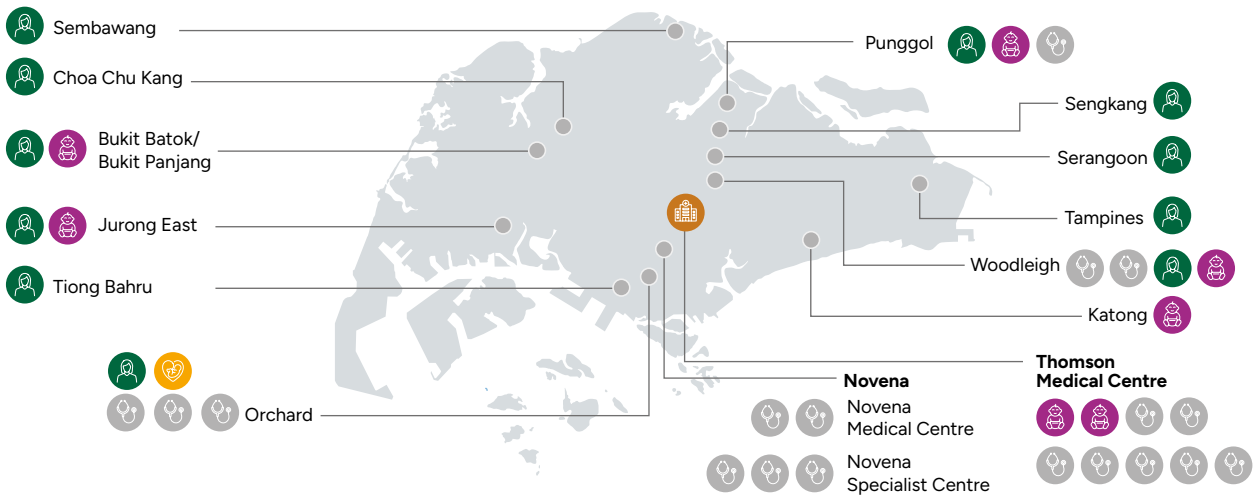 Sembawang
Choa Chu Kang
Bukit Batok/
Bukit Panjang
Jurong East
Tiong Bahru
Orchard
Punggol
Sengkang
Serangoon
Tampines
Woodleigh
Katong
Thomson
Medical Centre
Novena
Novena
Medical Centre
Novena
Specialist Centre